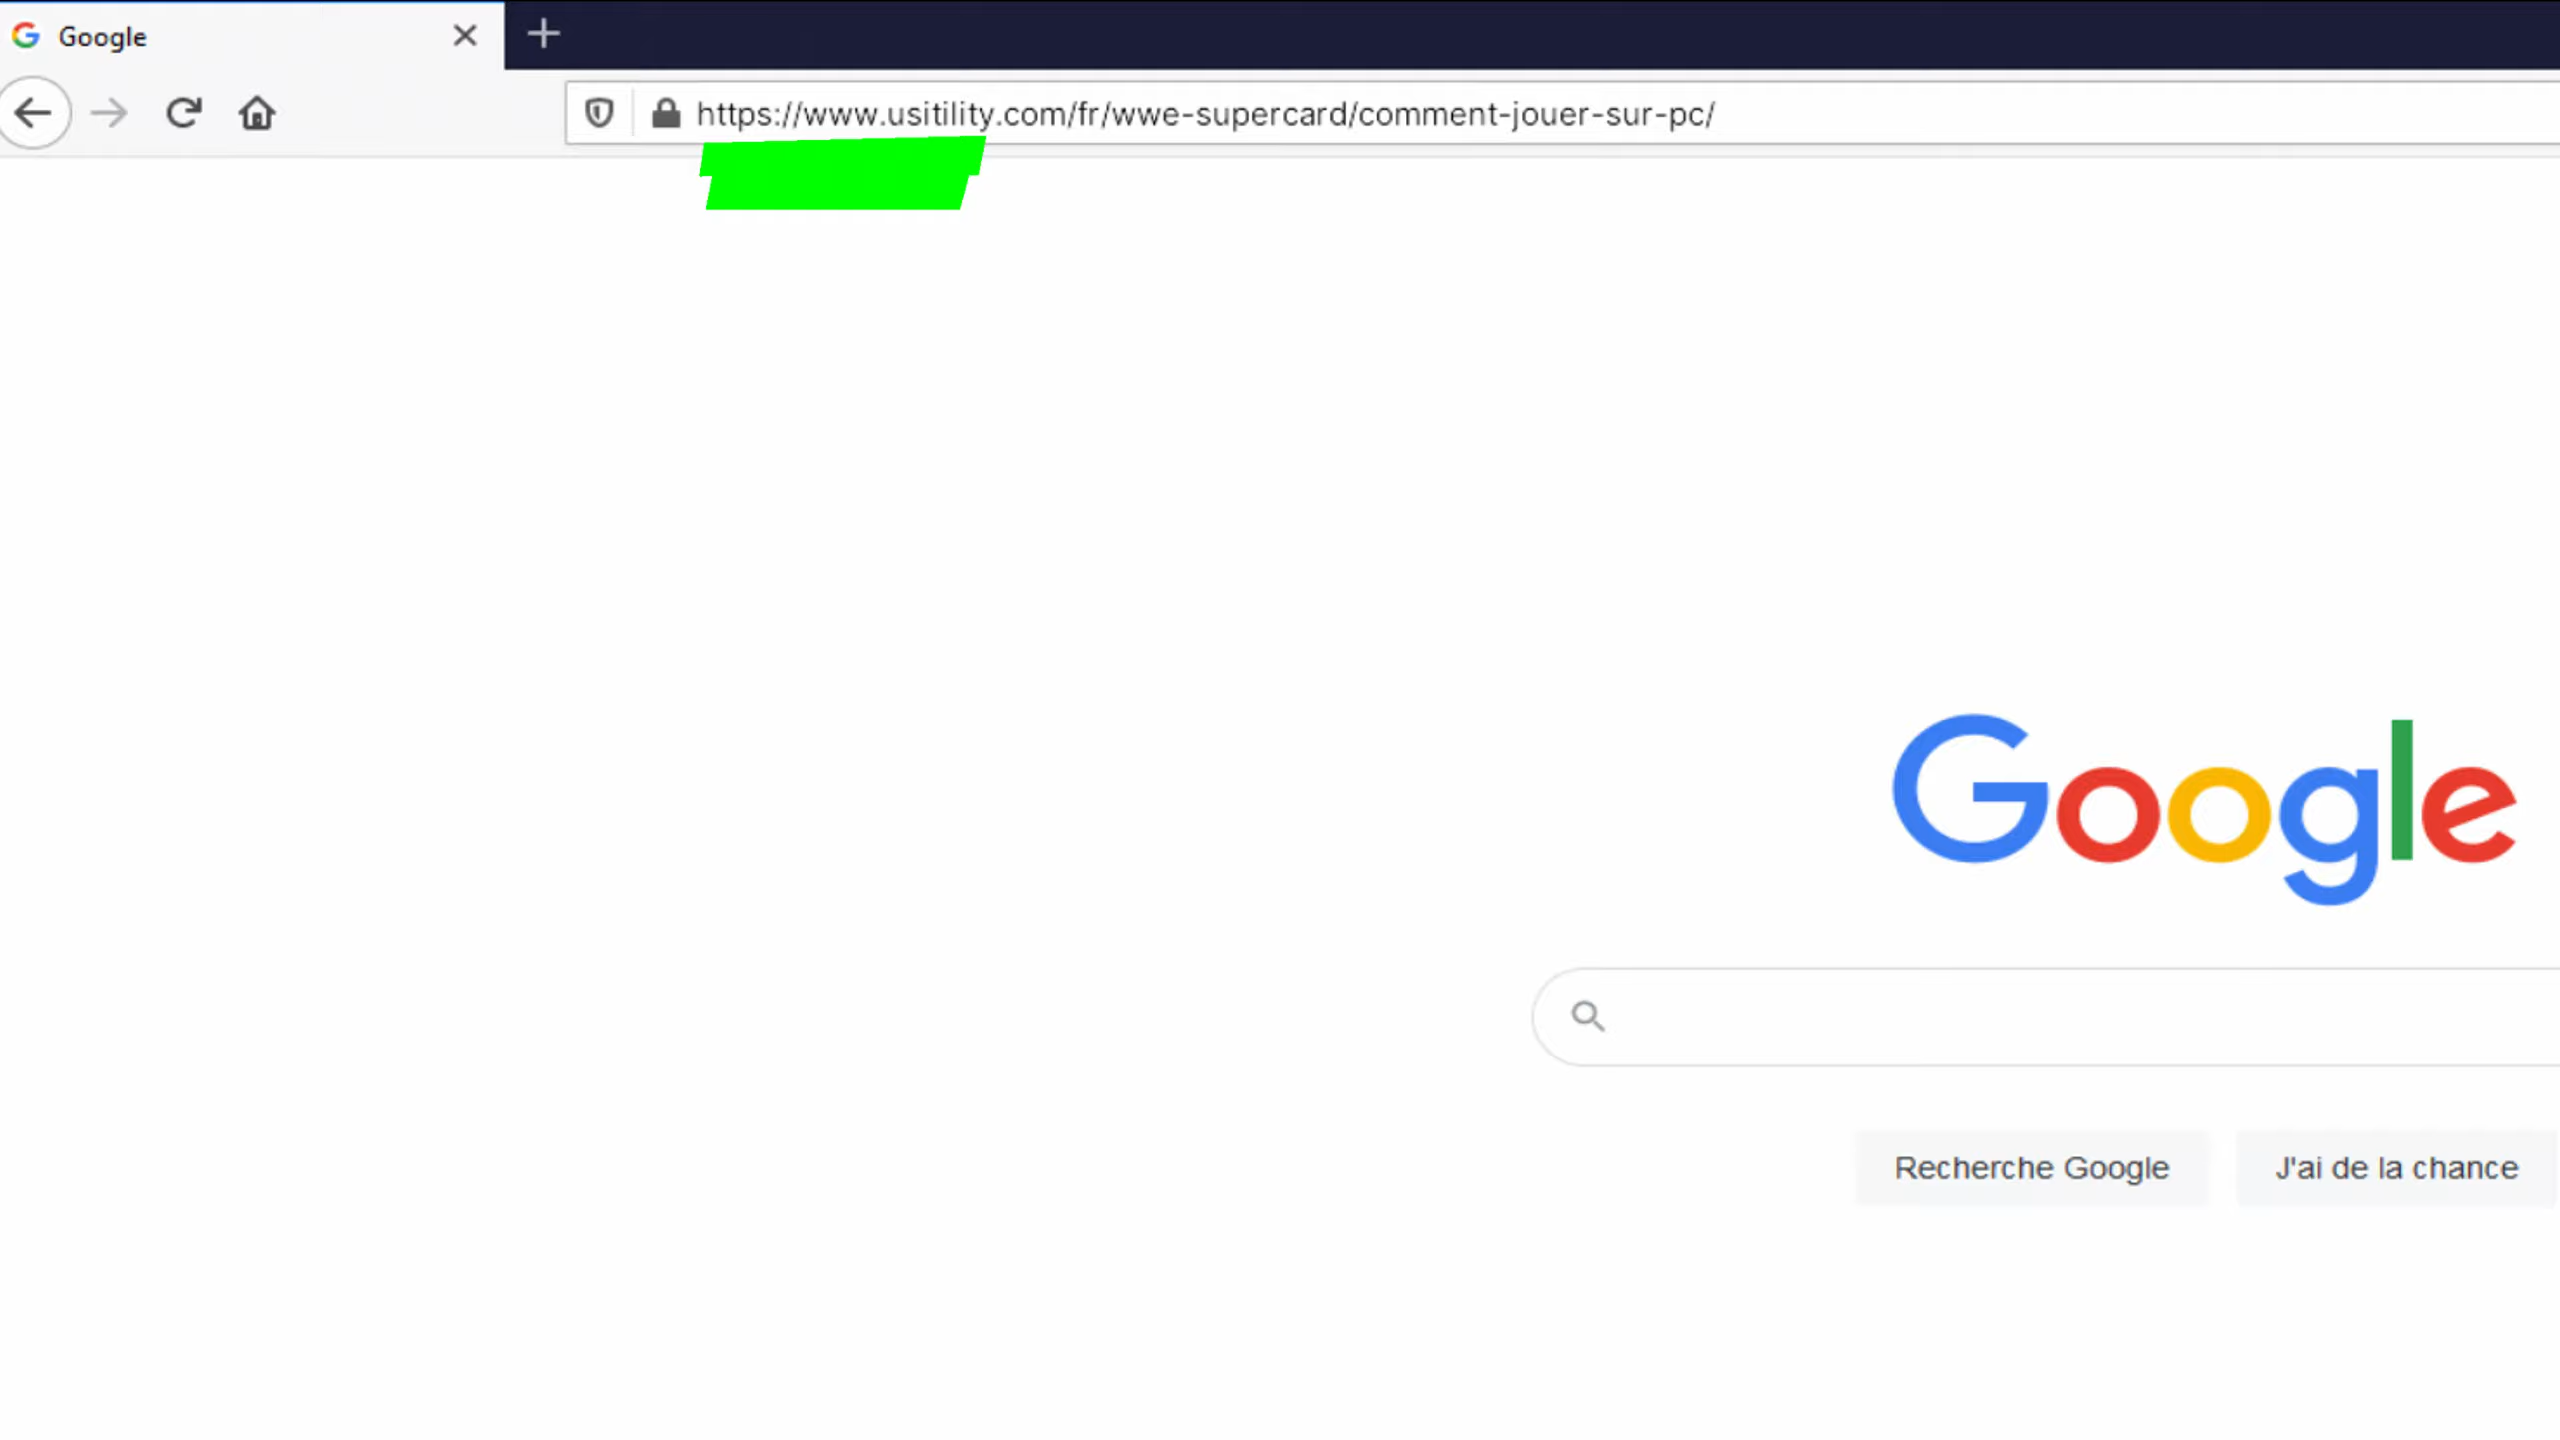 Google
https://www.usitility.com/fr/wwe-supercard/comment-jouer-sur-pc/
Google
Recherche Google
J'ai de la chance